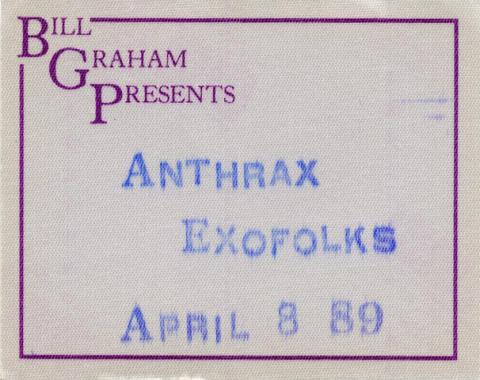 BILL
GRAHAM
PRESENTS
ANTHRAX
EXOFOLKS
APRIL 8 89